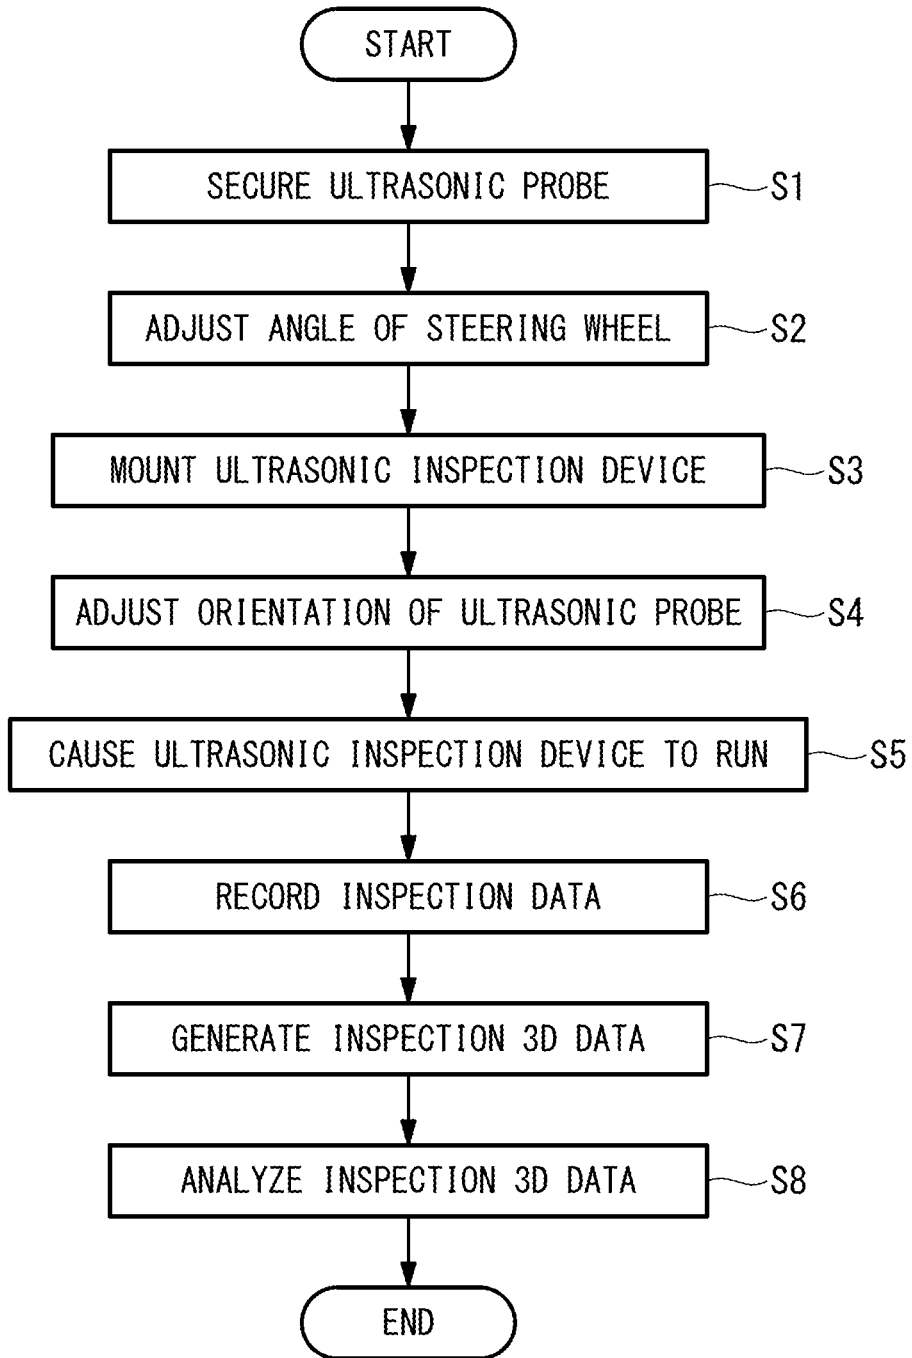 START
SECURE ULTRASONIC PROBE S1
ADJUST ANGLE OF STEERING WHEEL S2
MOUNT ULTRASONIC INSPECTION DEVICE S3
ADJUST ORIENTATION OF ULTRASONIC PROBE S4
CAUSE ULTRASONIC INSPECTION DEVICE TO RUN S5
RECORD INSPECTION DATA S6
GENERATE INSPECTION 3D DATA S7
ANALYZE INSPECTION 3D DATA S8
END